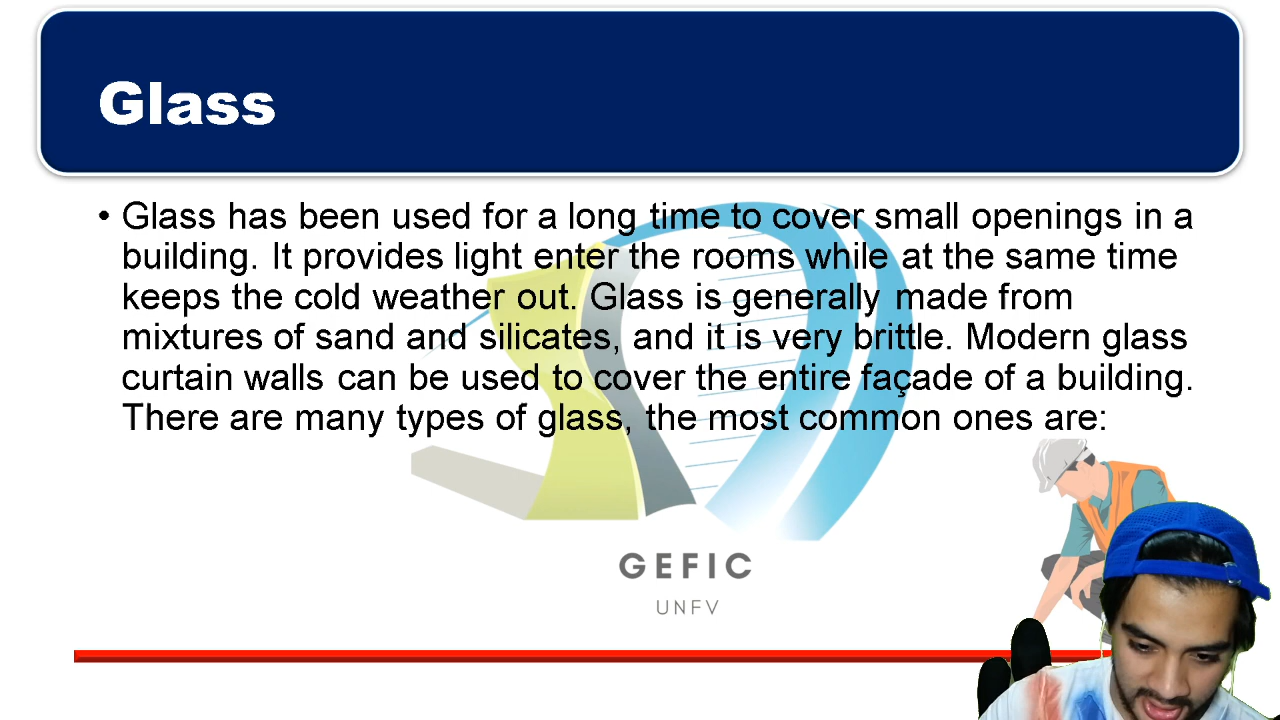 Glass
• Glass has been used for a long time to cover small openings in a
building. It provides light enter the rooms while at the same time
keeps the cold weather out. Glass is generally made from
mixtures of sand and silicates, and it is very brittle. Modern glass
curtain walls can be used to cover the entire façade of a building.
There are many types of glass, the most common ones are:
GEFIC
UNFV